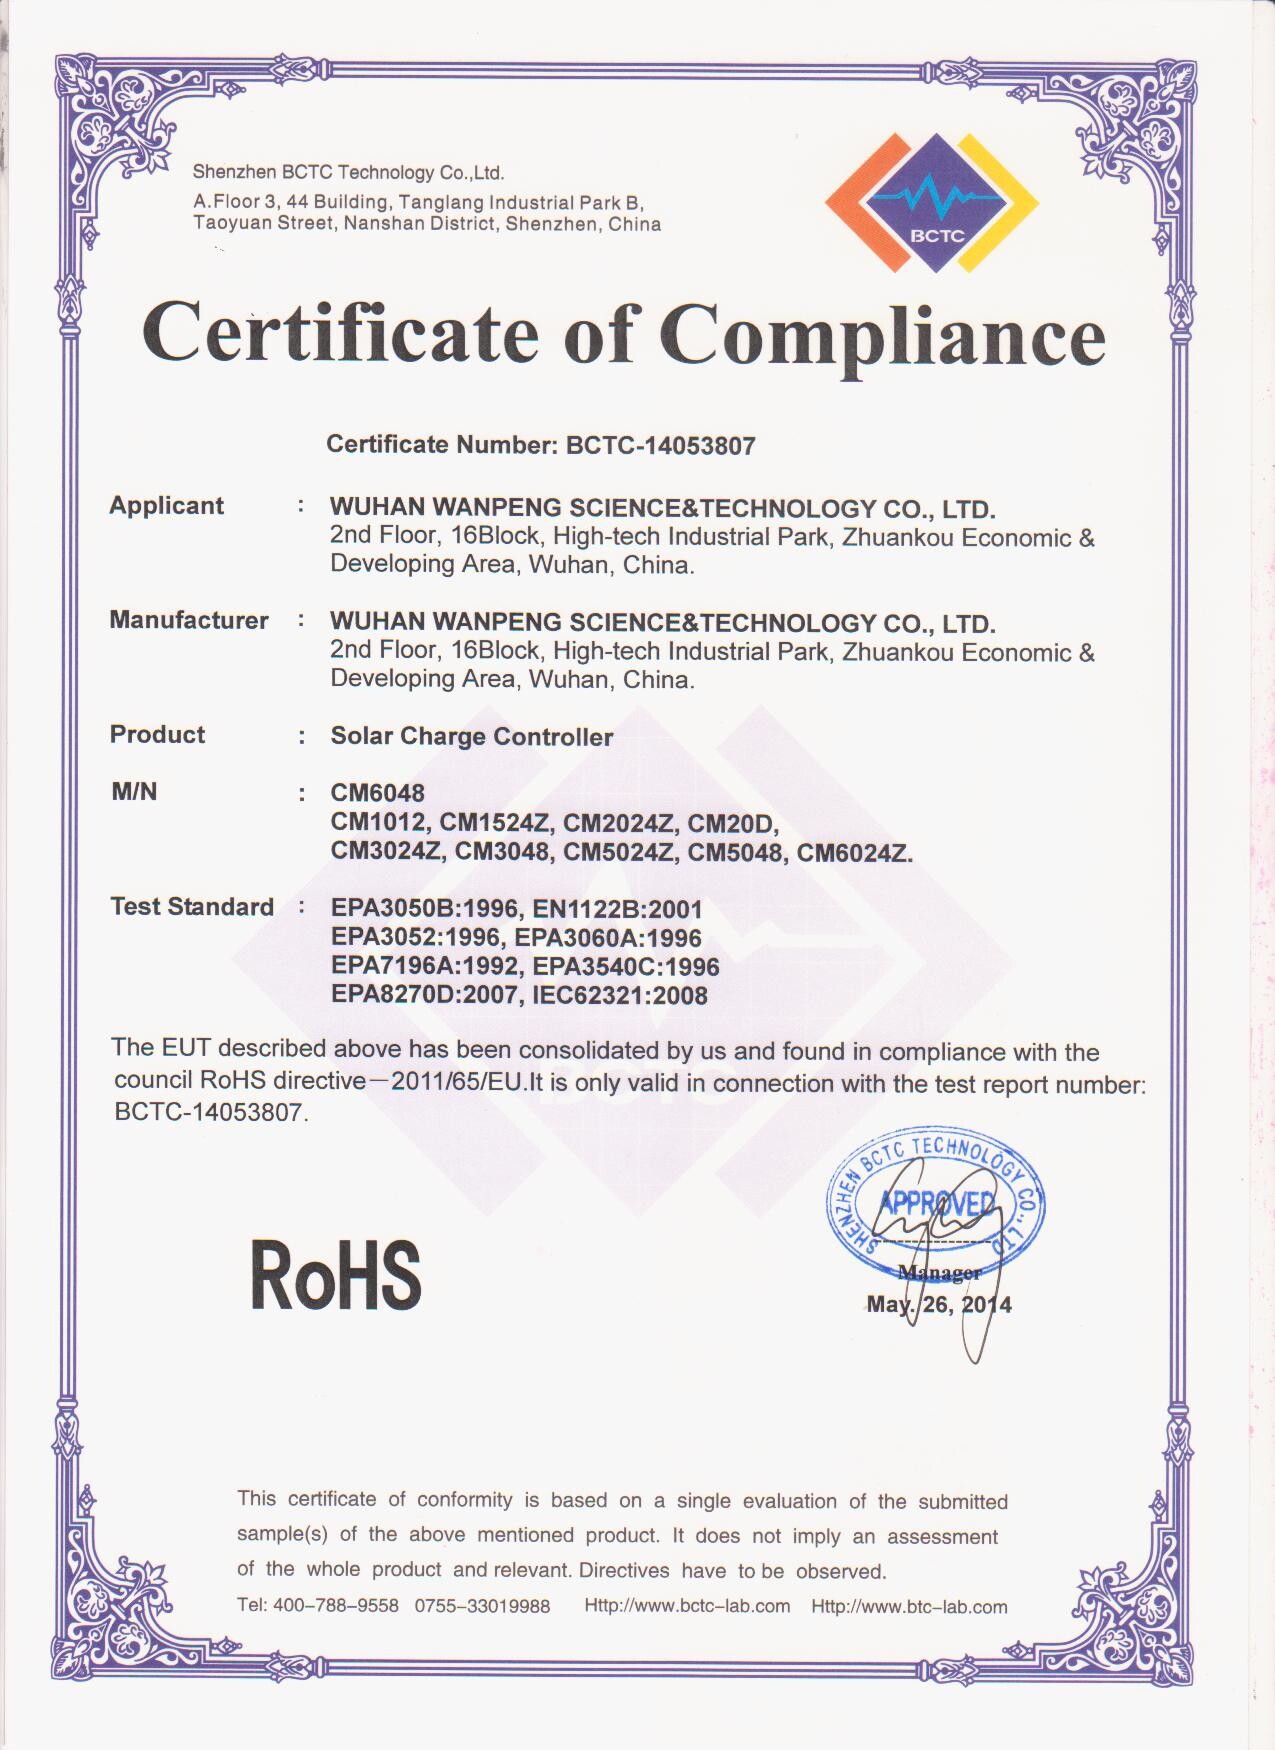 Shenzhen BCTC Technology Co.,Ltd.
A.Floor 3, 44 Building, Tanglang Industrial Park B,
Taoyuan Street, Nanshan District, Shenzhen, China
BCTC
Certificate of Compliance
Certificate Number: BCTC-14053807
Applicant : WUHAN WANPENG SCIENCE&TECHNOLOGY CO., LTD.
2nd Floor, 16Block, High-tech Industrial Park, Zhuankou Economic &
Developing Area, Wuhan, China.
Manufacturer : WUHAN WANPENG SCIENCE&TECHNOLOGY CO., LTD.
2nd Floor, 16Block, High-tech Industrial Park, Zhuankou Economic &
Developing Area, Wuhan, China.
Product : Solar Charge Controller
M/N : CM6048
CM1012, CM1524Z, CM2024Z, CM20D,
CM3024Z, CM3048, CM5024Z, CM5048, CM6024Z.
Test Standard : EPA3050B:1996, EN1122B:2001
EPA3052:1996, EPA3060A:1996
EPA7196A:1992, EPA3540C:1996
EPA8270D:2007, IEC62321:2008
The EUT described above has been consolidated by us and found in compliance with the
council RoHS directive—2011/65/EU.It is only valid in connection with the test report number:
BCTC-14053807.
BCTC
SHENZHEN BCTC TECHNOLOGY CO., LTD
APPROVED
Manager
May. 26, 2014
RoHS
This certificate of conformity is based on a single evaluation of the submitted
sample(s) of the above mentioned product. It does not imply an assessment
of the whole product and relevant. Directives have to be observed.
Tel: 400-788-9558 0755-33019988 Http://www.bctc-lab.com Http://www.btc-lab.com